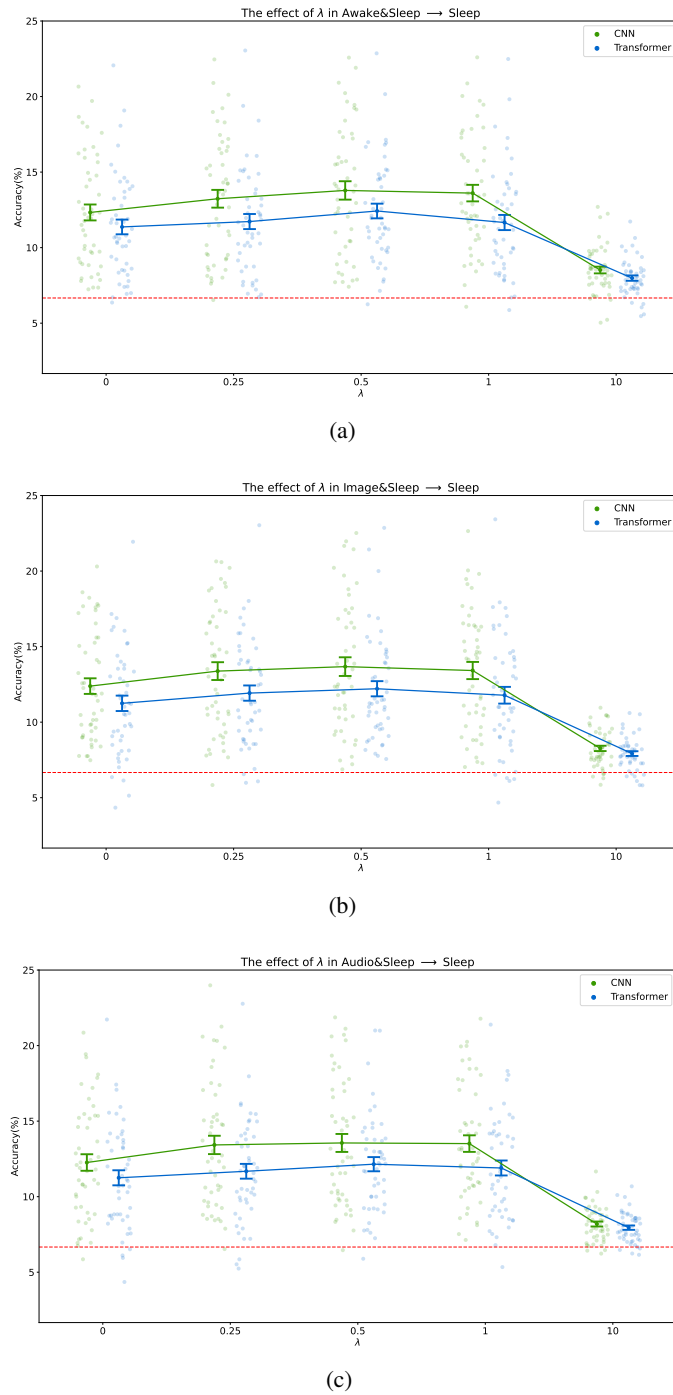 The effect of λ in Awake&Sleep → Sleep
CNN
Transformer
25
20
15
10
5
Accuracy(%)
0 0.25 0.5 1 10
λ
(a)
The effect of λ in Image&Sleep → Sleep
CNN
Transformer
25
20
15
10
5
Accuracy(%)
0 0.25 0.5 1 10
λ
(b)
The effect of λ in Audio&Sleep → Sleep
CNN
Transformer
25
20
15
10
5
Accuracy(%)
0 0.25 0.5 1 10
λ
(c)